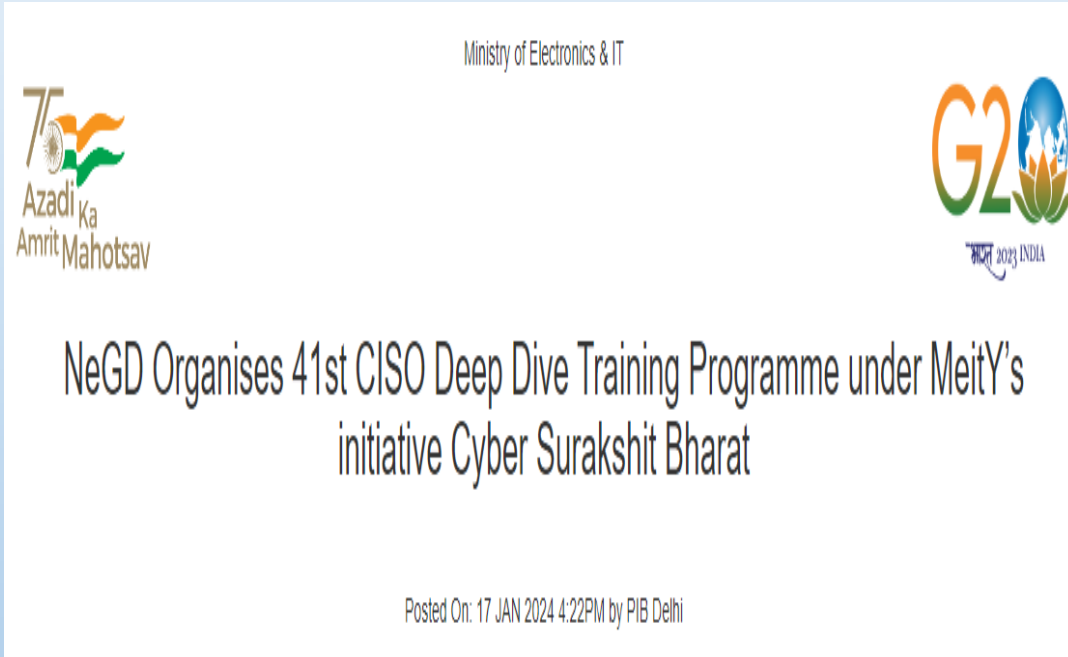 Ministry of Electronics & IT
75
Azadi Ka
Amrit Mahotsav
G20
भारत 2023 INDIA
NeGD Organises 41st CISO Deep Dive Training Programme under MeitY’s
initiative Cyber Surakshit Bharat
Posted On: 17 JAN 2024 4:22PM by PIB Delhi